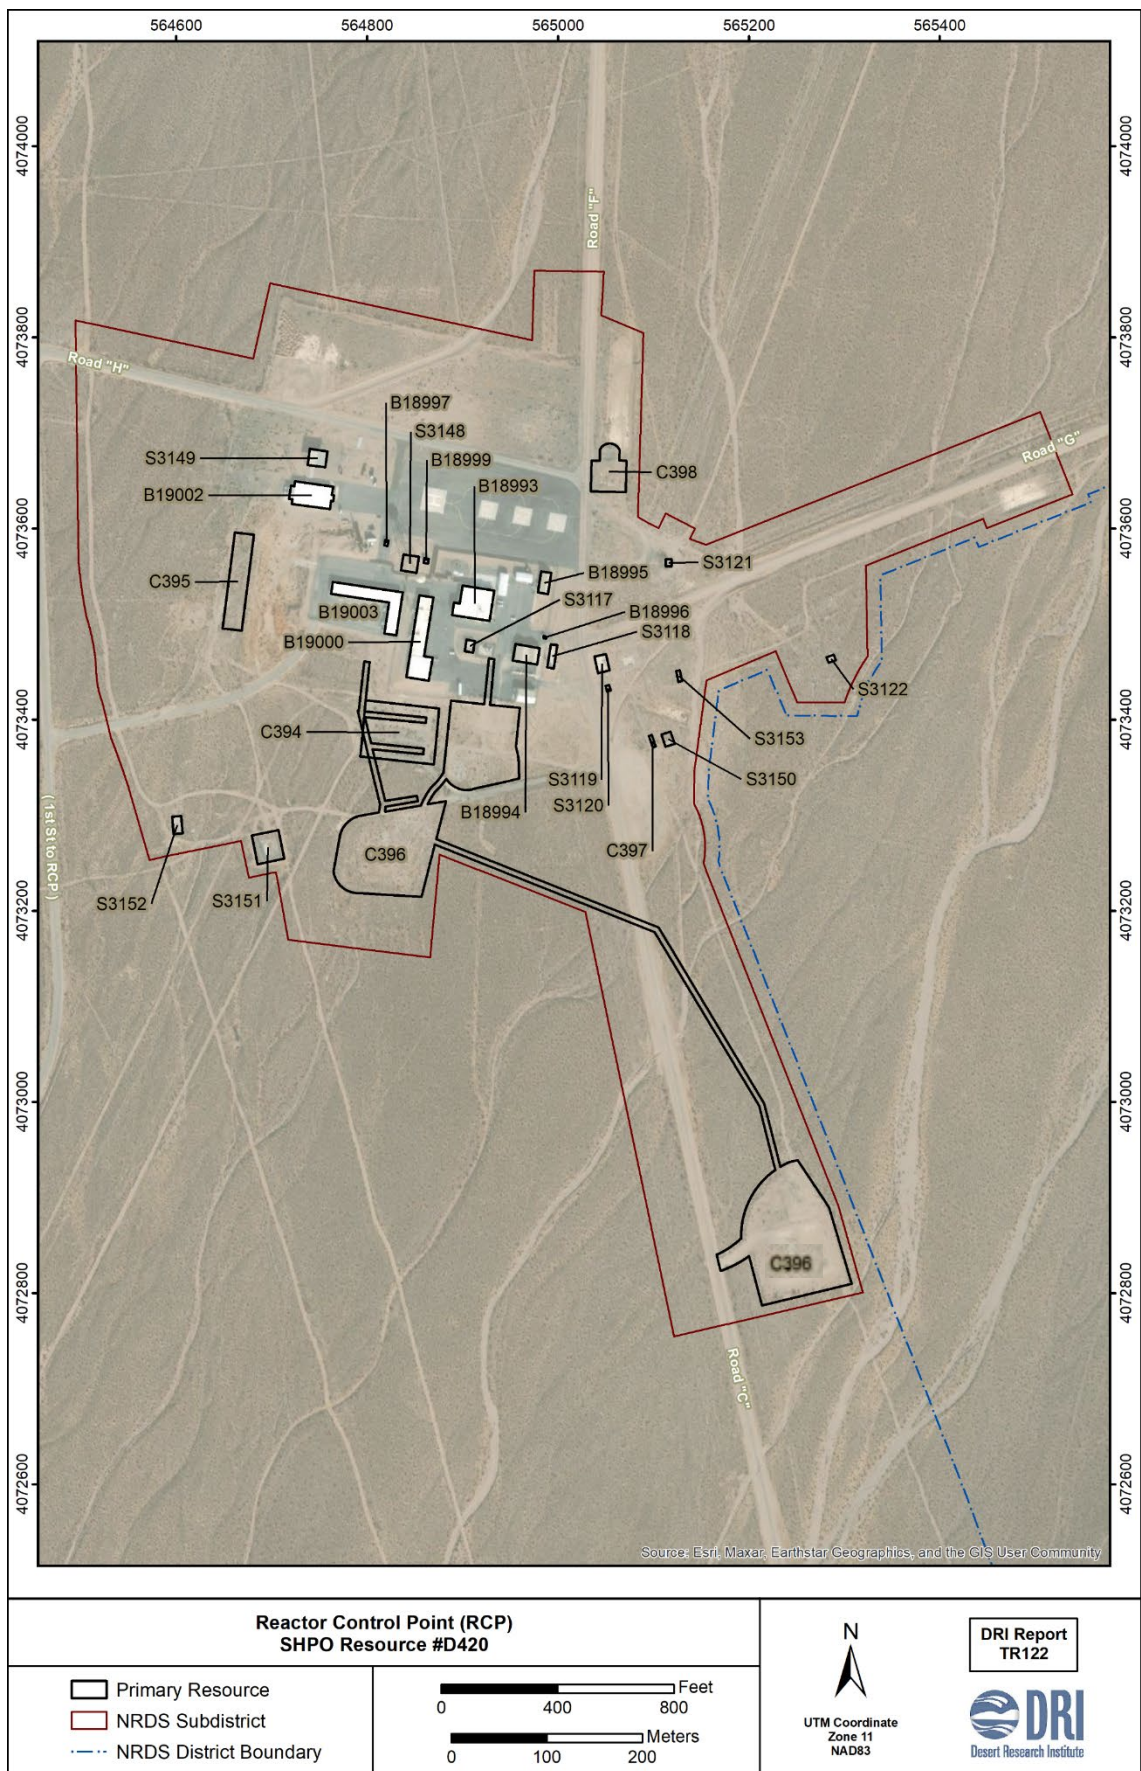 564600
564800
565000
565200
565400
4074000
4074000
Road "F"
4073800
4073800
Road "H"
B18997
S3148
B18999
S3149
B18993
Road "G"
C398
B19002
4073600
4073600
S3121
B18995
C395
S3117
B18996
B19003
S3118
B19000
S3122
4073400
4073400
C394
S3153
S3119
S3150
S3120
B18994
C397
C396
( 1st St to RCP )
S3151
S3152
4073200
4073200
4073000
4073000
C396
4072800
4072800
Road "C"
4072600
4072600
Source: Esri, Maxar, Earthstar Geographics, and the GIS User Community
Reactor Control Point (RCP)
SHPO Resource #D420
Primary Resource
NRDS Subdistrict
NRDS District Boundary
Feet
0 400 800
Meters
0 100 200
N
UTM Coordinate
Zone 11
NAD83
DRI Report
TR122
DRI
Desert Research Institute